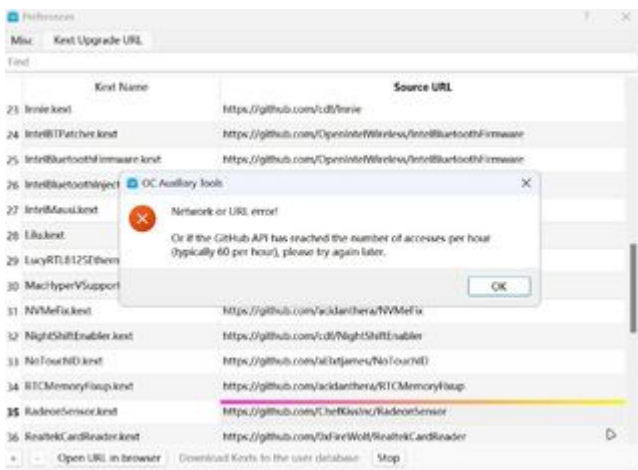 Preferences
? X
Misc Kext Upgrade URL
Find
Kext Name Source URL
23 Innie.kext https://github.com/cdf/Innie
24 IntelBTPatcher.kext https://github.com/OpenIntelWireless/IntelBluetoothFirmware
25 IntelBluetoothFirmware.kext https://github.com/OpenIntelWireless/IntelBluetoothFirmware
26 IntelBluetoothInject
OC Auxiliary Tools
27 IntelMausi.kext
Network or URL error!
28 Lilu.kext
Or if the GitHub API has reached the number of accesses per hour
29 LucyRTL8125Ethern
(typically 60 per hour), please try again later.
30 MacHyperVSupport
OK
31 NVMeFix.kext https://github.com/acidanthera/NVMeFix
32 NightShiftEnabler.kext https://github.com/cdf/NightShiftEnabler
33 NoTouchID.kext https://github.com/al3xtjames/NoTouchID
34 RTCMemoryFixup.kext https://github.com/acidanthera/RTCMemoryFixup
35 RadeonSensor.kext https://github.com/ChefKissInc/RadeonSensor
36 RealtekCardReader.kext https://github.com/0xFireWolf/RealtekCardReader
+ - Open URL in browser Download Kexts to the user database Stop